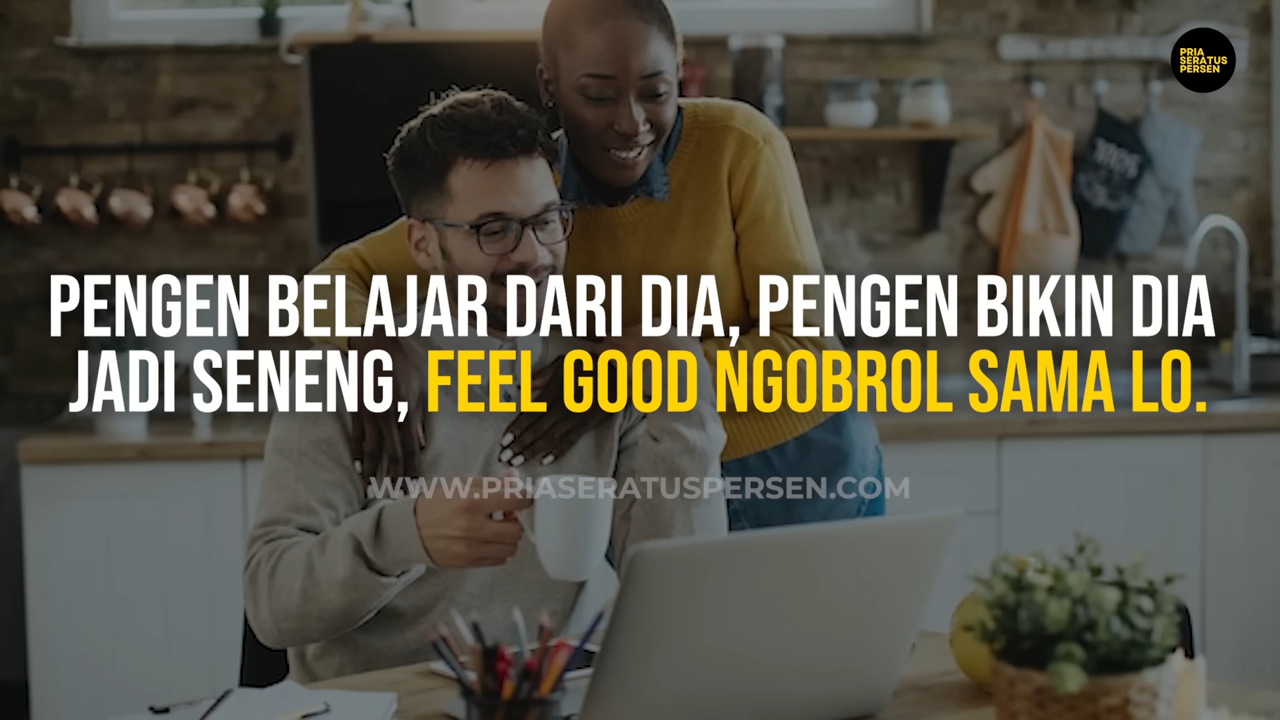 PRIA
SERATUS
PERSEN
PENGEN BELAJAR DARI DIA, PENGEN BIKIN DIA
JADI SENENG, FEEL GOOD NGOBROL SAMA LO.
WWW.PRIASERATUSPERSEN.COM